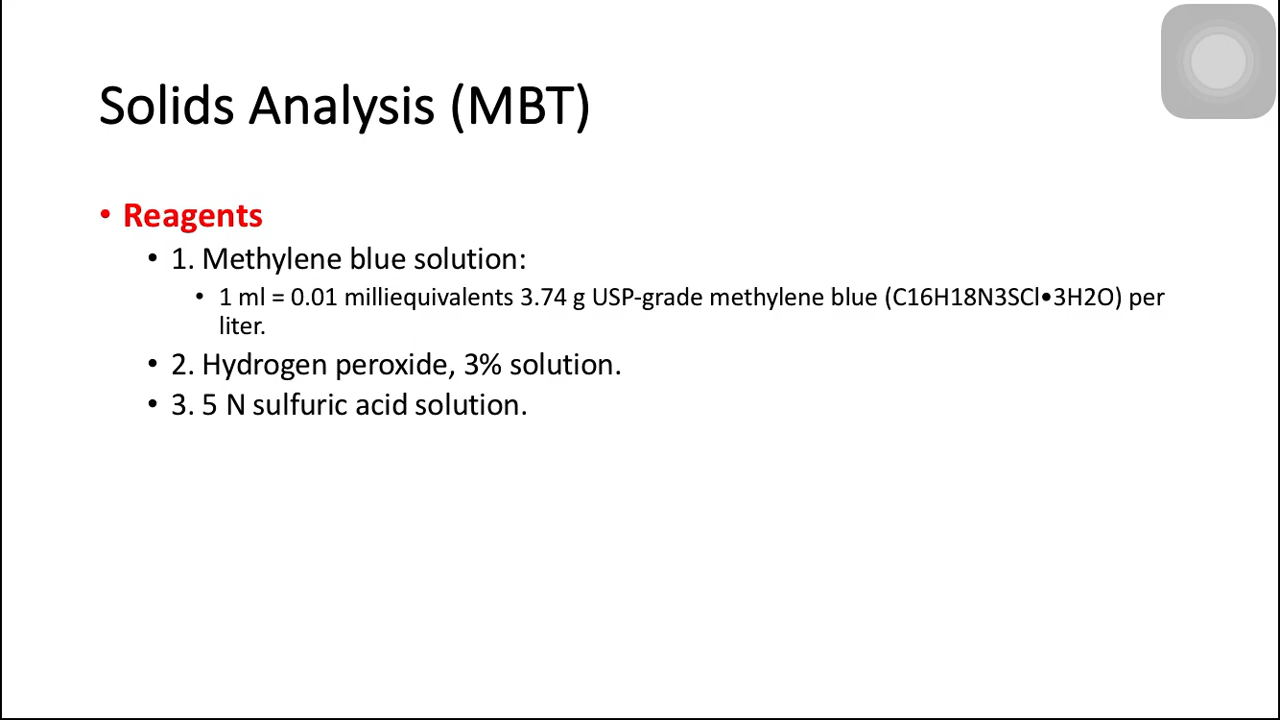 Solids Analysis (MBT)
• Reagents
• 1. Methylene blue solution:
• 1 ml = 0.01 milliequivalents 3.74 g USP-grade methylene blue (C16H18N3SCl•3H2O) per
liter.
• 2. Hydrogen peroxide, 3% solution.
• 3. 5 N sulfuric acid solution.